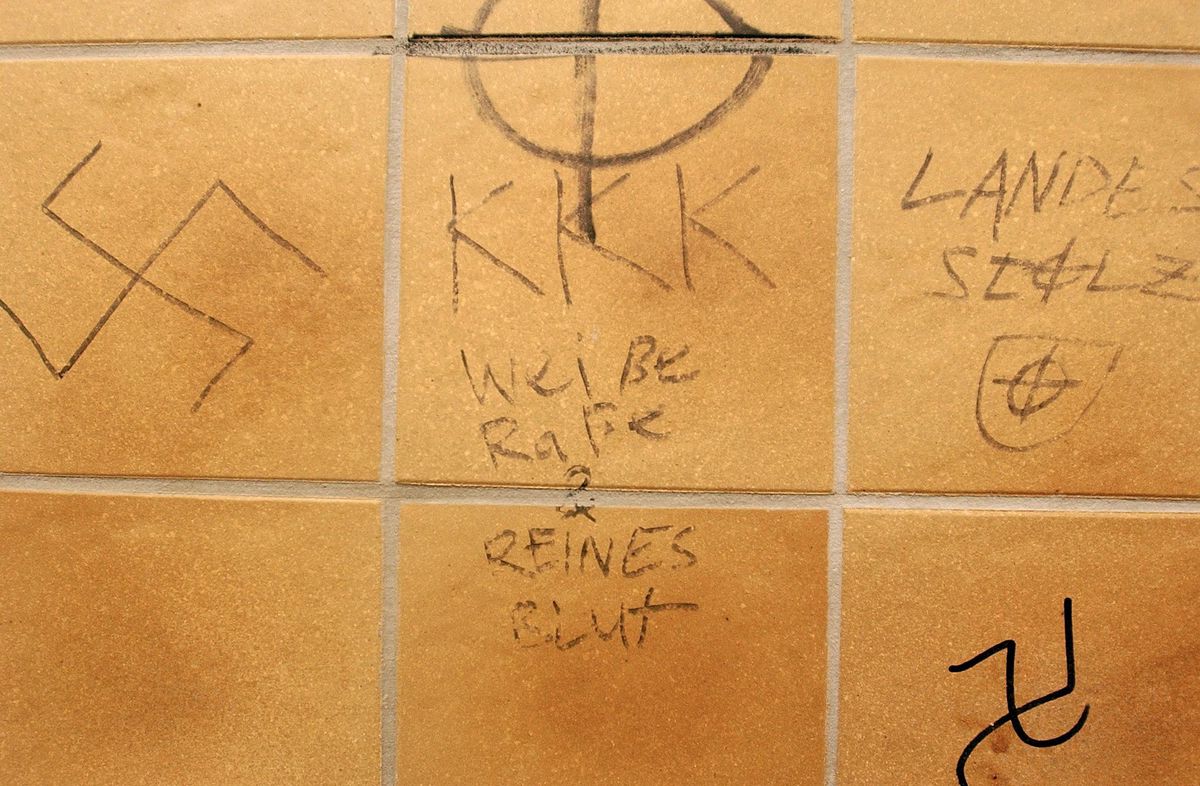 KKK
Weiße
Raße
&
REINES
BLUT
LANDES
STOLZ